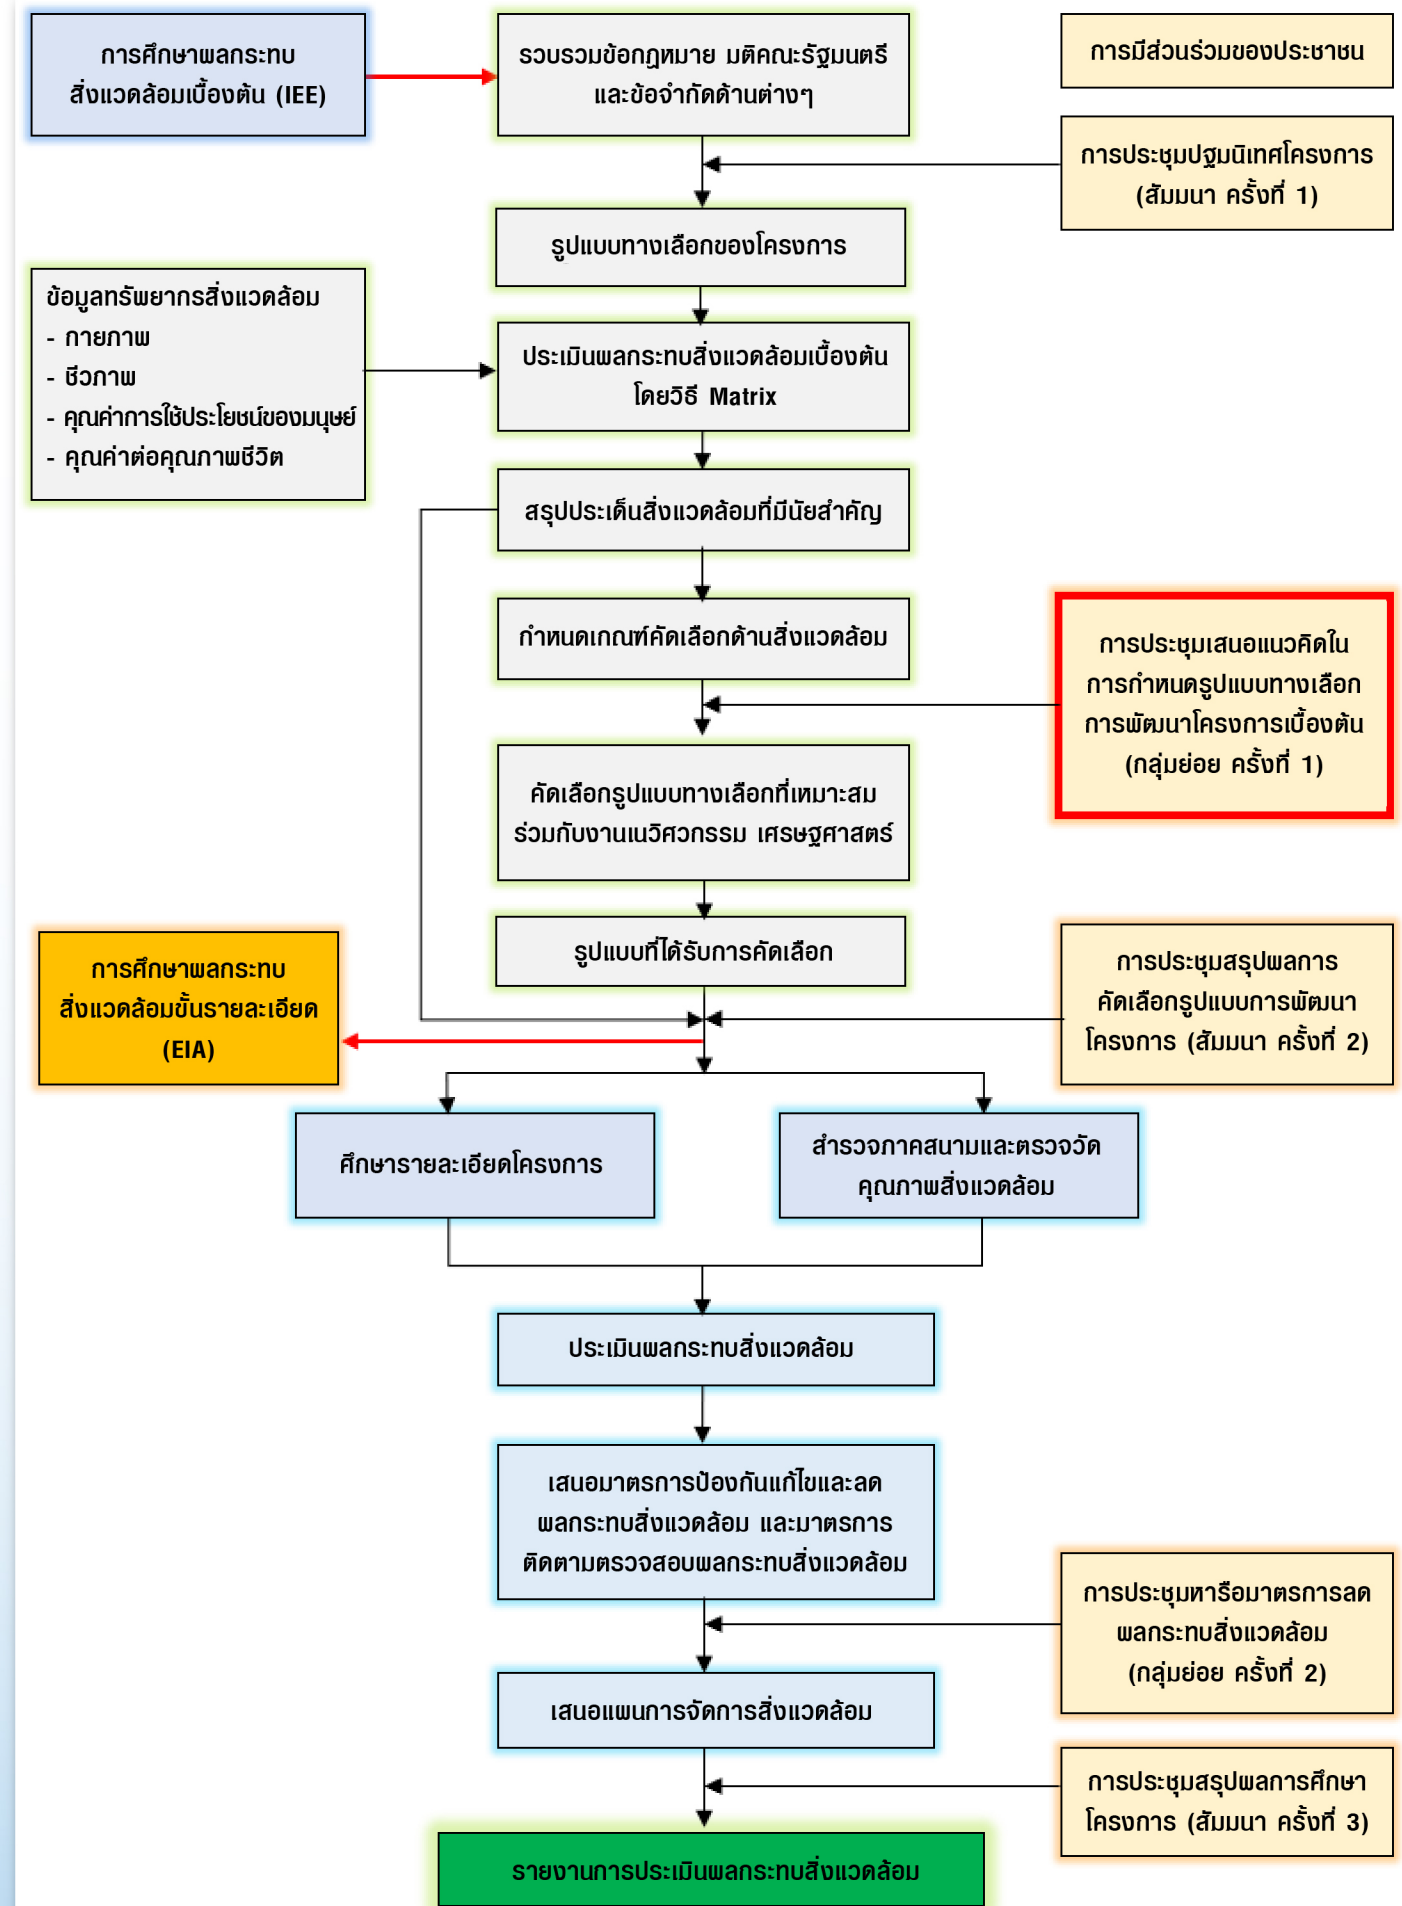 การศึกษาผลกระทบ
สิ่งแวดล้อมเบื้องต้น (IEE)
รวบรวมข้อกฎหมาย มติคณะรัฐมนตรี
และข้อจำกัดด้านต่างๆ
การมีส่วนร่วมของประชาชน
การประชุมปฐมนิเทศโครงการ
(สัมมนา ครั้งที่ 1)
รูปแบบทางเลือกของโครงการ
ข้อมูลทรัพยากรสิ่งแวดล้อม
- กายภาพ
- ชีวภาพ
- คุณค่าการใช้ประโยชน์ของมนุษย์
- คุณค่าต่อคุณภาพชีวิต
ประเมินผลกระทบสิ่งแวดล้อมเบื้องต้น
โดยวิธี Matrix
สรุปประเด็นสิ่งแวดล้อมที่มีนัยสำคัญ
กำหนดเกณฑ์คัดเลือกด้านสิ่งแวดล้อม
การประชุมเสนอแนวคิดใน
การกำหนดรูปแบบทางเลือก
การพัฒนาโครงการเบื้องต้น
(กลุ่มย่อย ครั้งที่ 1)
คัดเลือกรูปแบบทางเลือกที่เหมาะสม
ร่วมกับงานเนวิศวกรรม เศรษฐศาสตร์
รูปแบบที่ได้รับการคัดเลือก
การศึกษาผลกระทบ
สิ่งแวดล้อมขั้นรายละเอียด
(EIA)
การประชุมสรุปผลการ
คัดเลือกรูปแบบการพัฒนา
โครงการ (สัมมนา ครั้งที่ 2)
ศึกษารายละเอียดโครงการ
สำรวจภาคสนามและตรวจวัด
คุณภาพสิ่งแวดล้อม
ประเมินผลกระทบสิ่งแวดล้อม
เสนอมาตรการป้องกันแก้ไขและลด
ผลกระทบสิ่งแวดล้อม และมาตรการ
ติดตามตรวจสอบผลกระทบสิ่งแวดล้อม
การประชุมหารือมาตรการลด
ผลกระทบสิ่งแวดล้อม
(กลุ่มย่อย ครั้งที่ 2)
เสนอแผนการจัดการสิ่งแวดล้อม
การประชุมสรุปผลการศึกษา
โครงการ (สัมมนา ครั้งที่ 3)
รายงานการประเมินผลกระทบสิ่งแวดล้อม